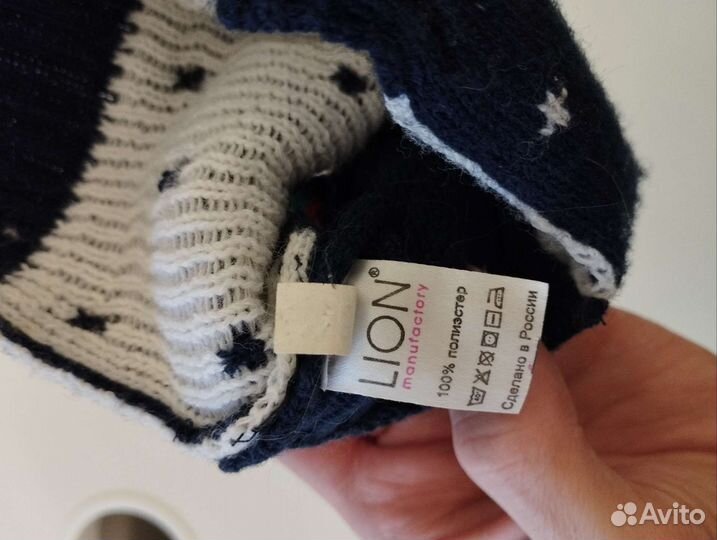 LION®
manufactory
100% полиэстер
Сделано в России
Avito